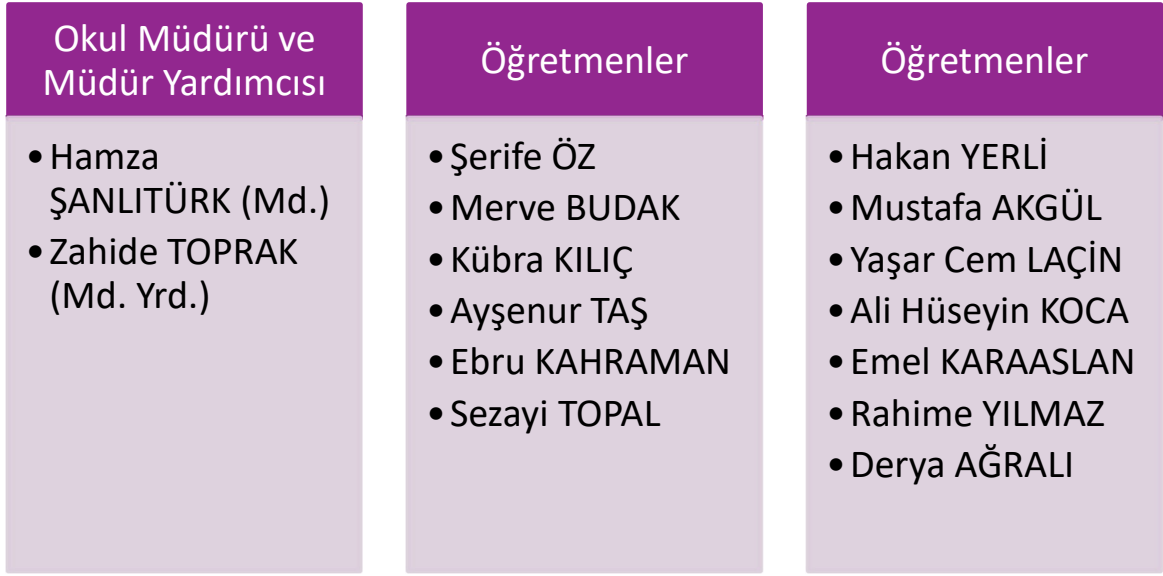 Okul Müdürü ve
Müdür Yardımcısı
• Hamza
ŞANLITÜRK (Md.)
• Zahide TOPRAK
(Md. Yrd.)
Öğretmenler
• Şerife ÖZ
• Merve BUDAK
• Kübra KILIÇ
• Ayşenur TAŞ
• Ebru KAHRAMAN
• Sezayi TOPAL
Öğretmenler
• Hakan YERLİ
• Mustafa AKGÜL
• Yaşar Cem LAÇİN
• Ali Hüseyin KOCA
• Emel KARAASLAN
• Rahime YILMAZ
• Derya AĞRALI